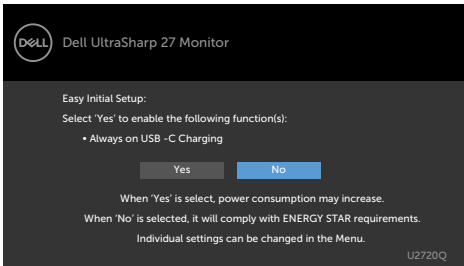 DELL Dell UltraSharp 27 Monitor
Easy Initial Setup:
Select ‘Yes’ to enable the following function(s):
• Always on USB -C Charging
Yes No
When ‘Yes’ is select, power consumption may increase.
When ‘No’ is selected, it will comply with ENERGY STAR requirements.
Individual settings can be changed in the Menu.
U2720Q